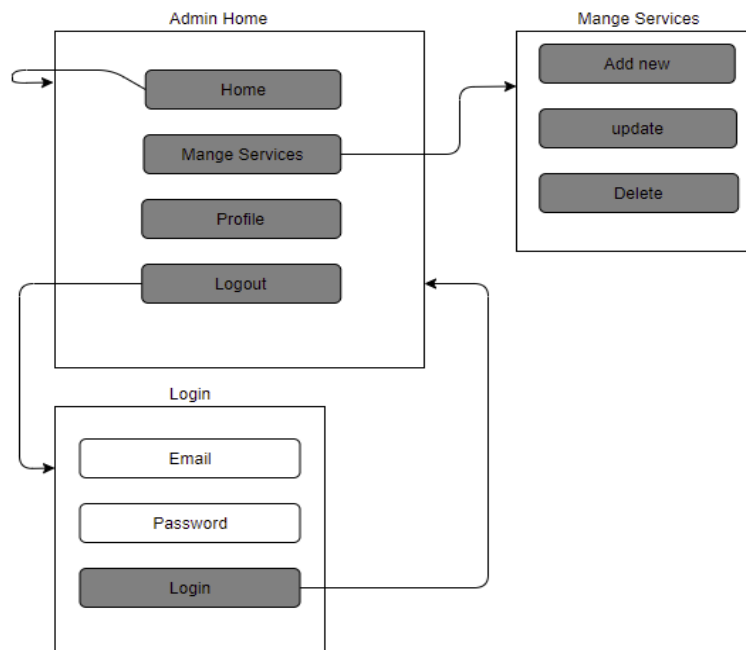 Admin Home
Home
Mange Services
Profile
Logout
Mange Services
Add new
update
Delete
Login
Email
Password
Login